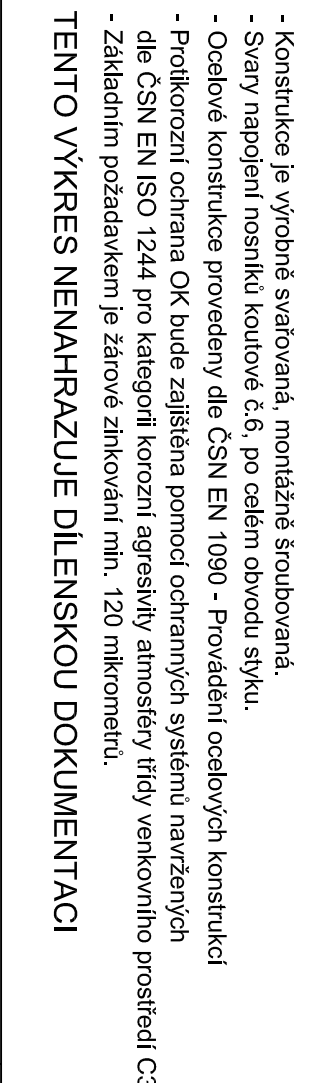 - Konstrukce je výrobně svařovaná, montážně šroubovaná.
- Svary napojení nosníků koutové č.6, po celém obvodu styku.
- Ocelové konstrukce provedeny dle ČSN EN 1090 - Provádění ocelových konstrukcí
- Protikorozní ochrana OK bude zajištěna pomocí ochranných systémů navržených
dle ČSN EN ISO 1244 pro kategorii korozní agresivity atmosféry třídy venkovního prostředí C3
- Základním požadavkem je žárové zinkování min. 120 mikrometrů.
TENTO VÝKRES NENAHRAZUJE DÍLENSKOU DOKUMENTACI